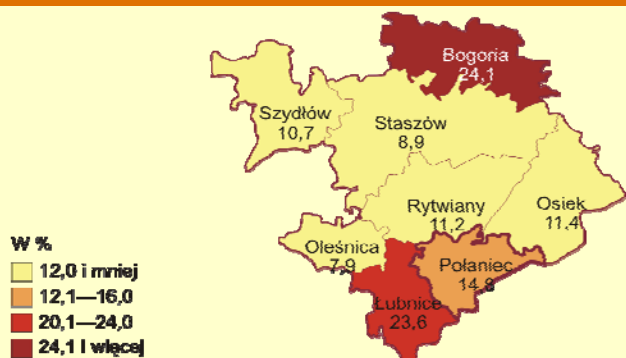 Bogoria
24,1
Szydłów
10,7
Staszów
8,9
Rytwiany
11,2
Osiek
11,4
Oleśnica
7,9
Połaniec
14,8
Łubnice
23,6
W %
12,0 i mniej
12,1—16,0
20,1—24,0
24,1 i więcej